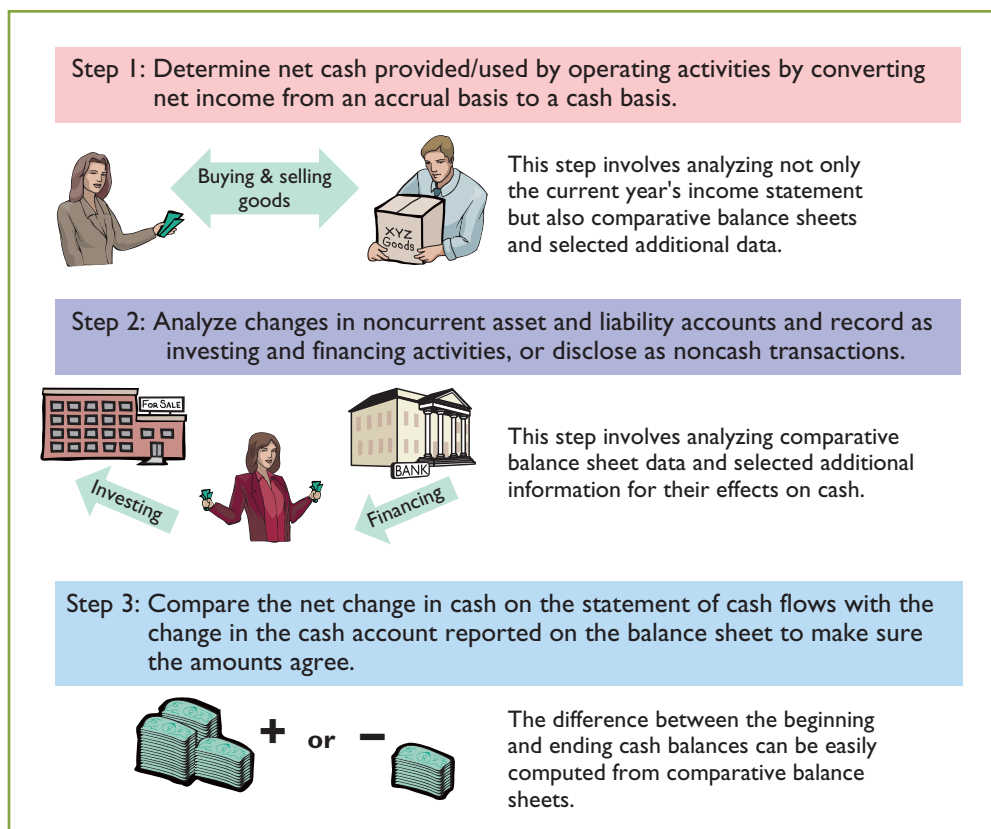 Step 1: Determine net cash provided/used by operating activities by converting
net income from an accrual basis to a cash basis.
Buying & selling
goods
XYZ
Goods
This step involves analyzing not only
the current year's income statement
but also comparative balance sheets
and selected additional data.
Step 2: Analyze changes in noncurrent asset and liability accounts and record as
investing and financing activities, or disclose as noncash transactions.
FOR SALE
BANK
Investing
Financing
This step involves analyzing comparative
balance sheet data and selected additional
information for their effects on cash.
Step 3: Compare the net change in cash on the statement of cash flows with the
change in the cash account reported on the balance sheet to make sure
the amounts agree.
+ or –
The difference between the beginning
and ending cash balances can be easily
computed from comparative balance
sheets.